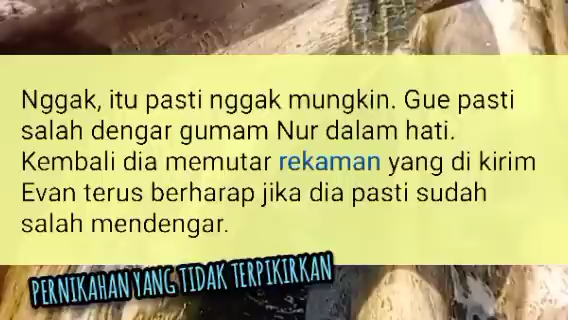 Nggak, itu pasti nggak mungkin. Gue pasti
salah dengar gumam Nur dalam hati.
Kembali dia memutar rekaman yang di kirim
Evan terus berharap jika dia pasti sudah
salah mendengar.
PERNIKAHAN YANG TIDAK TERPIKIRKAN